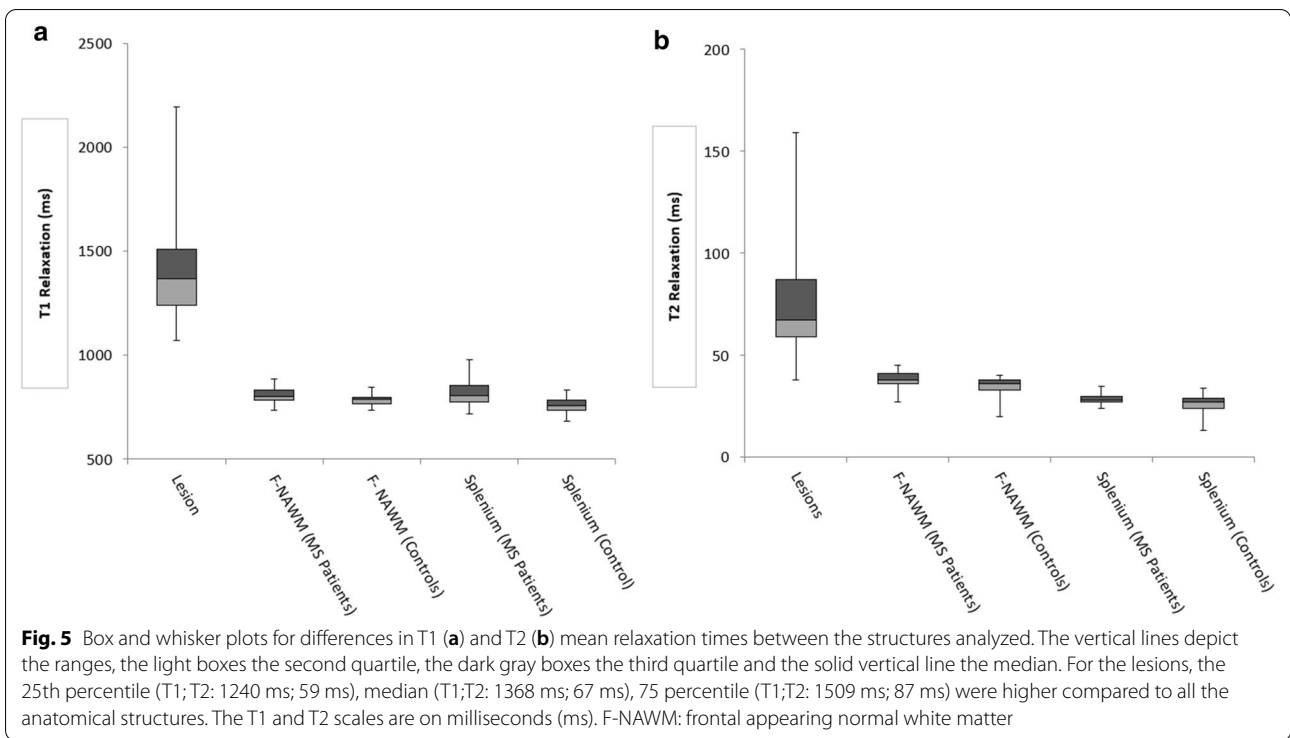 a
2500
2000
1500
1000
500
T1 Relaxation (ms)
Lesion
F-NAWM (MS Patients)
F- NAWM (Controls)
Splenium (MS Patients)
Splenium (Control)
b
200
150
100
50
0
T2 Relaxation (ms)
Lesions
F-NAWM (MS Patients)
F-NAWM (Controls)
Splenium (MS Patients)
Splenium (Controls)
Fig. 5 Box and whisker plots for differences in T1 (a) and T2 (b) mean relaxation times between the structures analyzed. The vertical lines depict
the ranges, the light boxes the second quartile, the dark gray boxes the third quartile and the solid vertical line the median. For the lesions, the
25th percentile (T1; T2: 1240 ms; 59 ms), median (T1;T2: 1368 ms; 67 ms), 75 percentile (T1;T2: 1509 ms; 87 ms) were higher compared to all the
anatomical structures. The T1 and T2 scales are on milliseconds (ms). F-NAWM: frontal appearing normal white matter